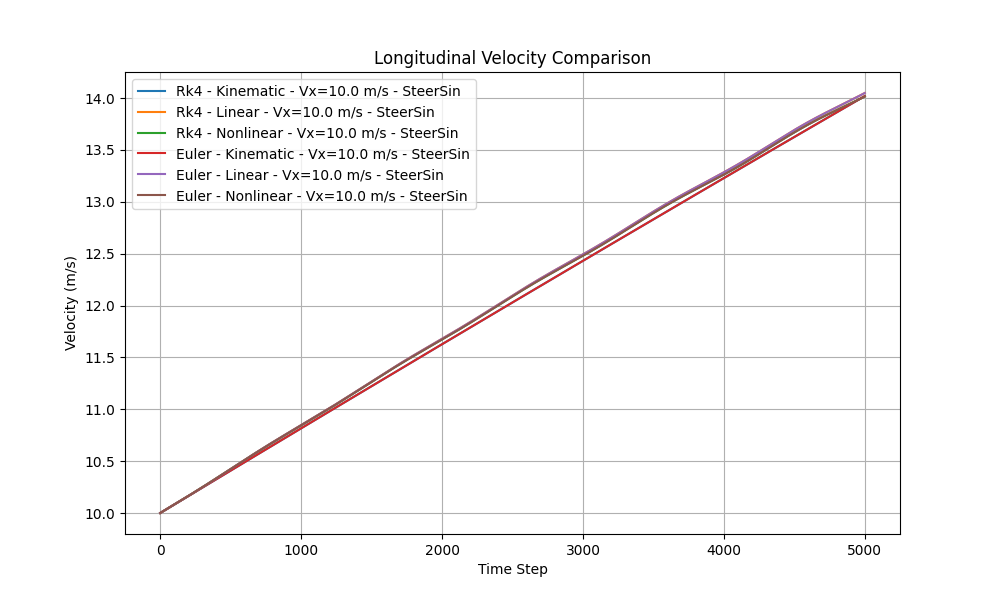 Longitudinal Velocity Comparison
Rk4 - Kinematic - Vx=10.0 m/s - SteerSin
Rk4 - Linear - Vx=10.0 m/s - SteerSin
Rk4 - Nonlinear - Vx=10.0 m/s - SteerSin
Euler - Kinematic - Vx=10.0 m/s - SteerSin
Euler - Linear - Vx=10.0 m/s - SteerSin
Euler - Nonlinear - Vx=10.0 m/s - SteerSin
Velocity (m/s)
14.0
13.5
13.0
12.5
12.0
11.5
11.0
10.5
10.0
0 1000 2000 3000 4000 5000
Time Step